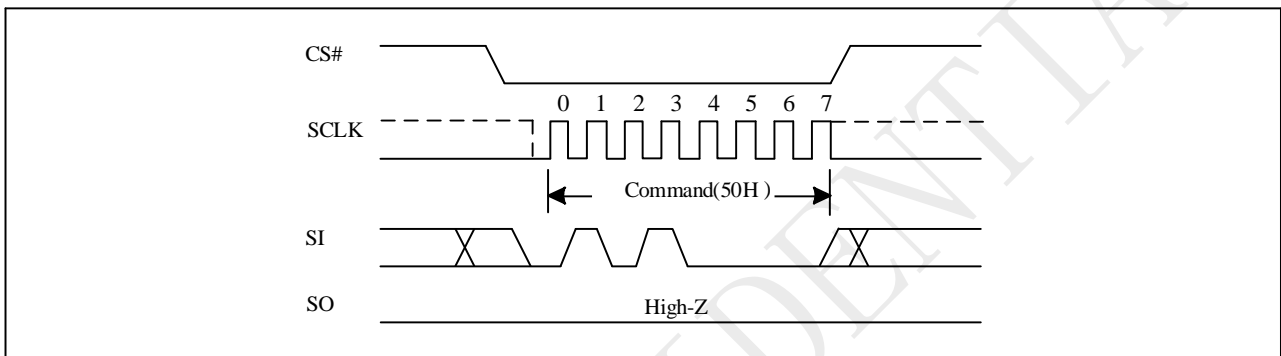 CS#
0 1 2 3 4 5 6 7
SCLK
Command(50H )
SI
SO
High-Z